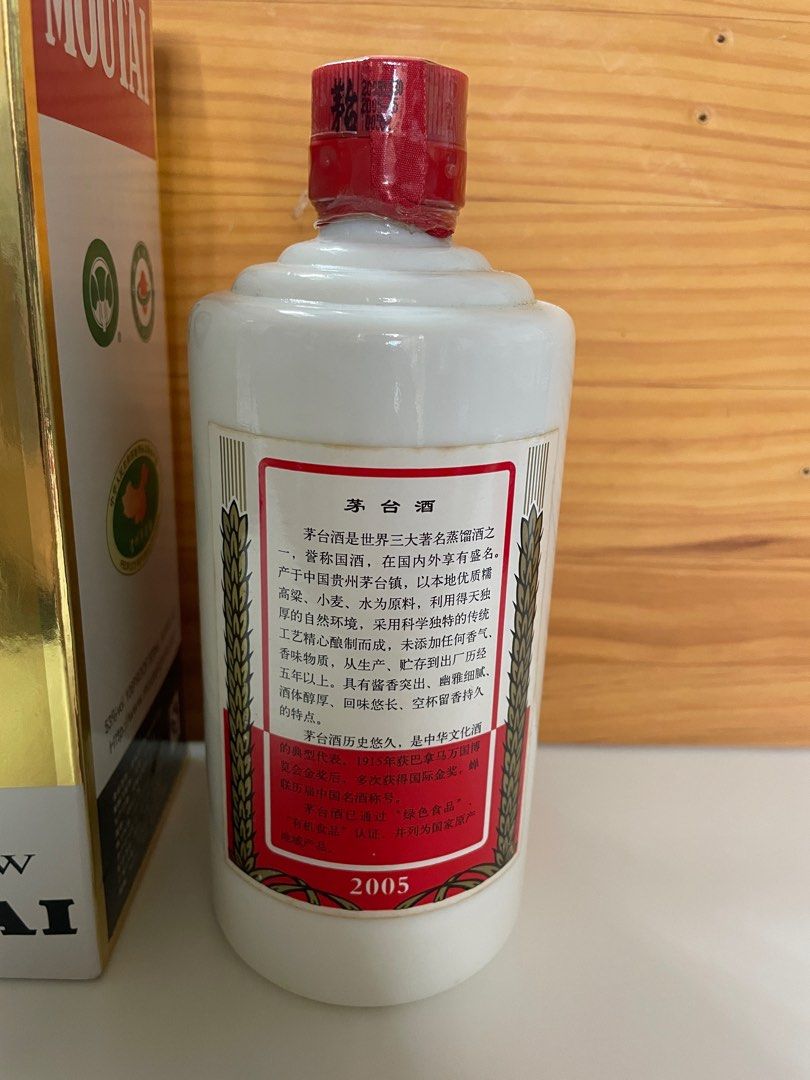 MOUTAI
茅台
茅台酒
茅台酒是世界三大著名蒸馏酒之
一，誉称国酒，在国内外享有盛名。
产于中国贵州茅台镇，以本地优质糯
高粱、小麦、水为原料，利用得天独
厚的自然环境，采用科学独特的传统
工艺精心酿制而成，未添加任何香气、
香味物质，从生产、贮存到出厂历经
五年以上。具有酱香突出、幽雅细腻、
酒体醇厚、回味悠长、空杯留香持久
的特点。
茅台酒历史悠久，是中华文化酒
的典型代表，1915年获巴拿马万国博
览会金奖后，多次获得国际金奖，蝉
联历届中国名酒称号。
茅台酒已通过“绿色食品”、
“有机食品”认证，并列为国家原产
地域产品。
2005
W
AI